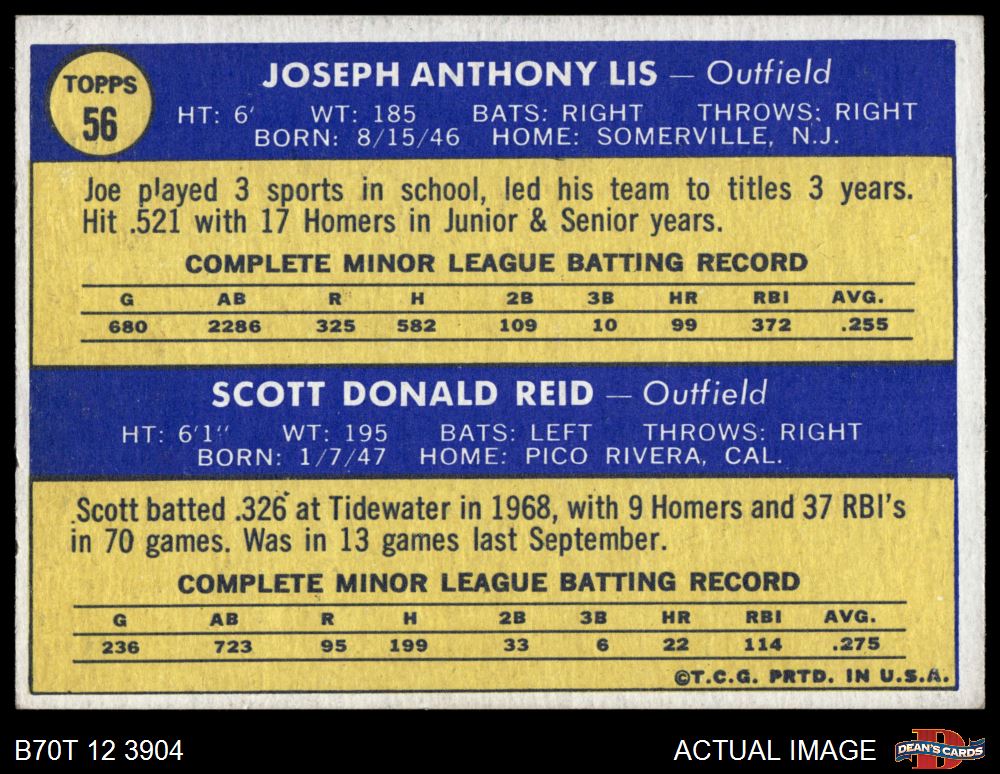 TOPPS
56
JOSEPH ANTHONY LIS — Outfield
HT: 6' WT: 185 BATS: RIGHT THROWS: RIGHT
BORN: 8/15/46 HOME: SOMERVILLE, N.J.
Joe played 3 sports in school, led his team to titles 3 years.
Hit .521 with 17 Homers in Junior & Senior years.
COMPLETE MINOR LEAGUE BATTING RECORD
G AB R H 2B 3B HR RBI AVG.
680 2286 325 582 109 10 99 372 .255
SCOTT DONALD REID — Outfield
HT: 6'1" WT: 195 BATS: LEFT THROWS: RIGHT
BORN: 1/7/47 HOME: PICO RIVERA, CAL.
Scott batted .326 at Tidewater in 1968, with 9 Homers and 37 RBI's
in 70 games. Was in 13 games last September.
COMPLETE MINOR LEAGUE BATTING RECORD
G AB R H 2B 3B HR RBI AVG.
236 723 95 199 33 6 22 114 .275
©T.C.G. PRTD. IN U.S.A.
B70T 12 3904
ACTUAL IMAGE
DEAN'S CARDS